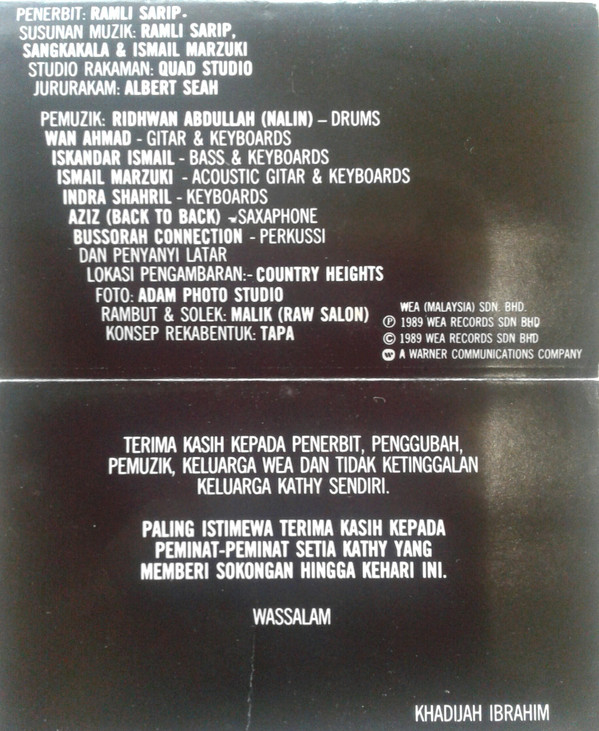 PENERBIT: RAMLI SARIP.
SUSUNAN MUZIK: RAMLI SARIP,
SANGKAKALA & ISMAIL MARZUKI
STUDIO RAKAMAN: QUAD STUDIO
JURURAKAM: ALBERT SEAH
PEMUZIK: RIDHWAN ABDULLAH (NALIN) – DRUMS
WAN AHMAD - GITAR & KEYBOARDS
ISKANDAR ISMAIL - BASS & KEYBOARDS
ISMAIL MARZUKI - ACOUSTIC GITAR & KEYBOARDS
INDRA SHAHRIL - KEYBOARDS
AZIZ (BACK TO BACK) - SAXAPHONE
BUSSORAH CONNECTION - PERKUSSI
DAN PENYANYI LATAR
LOKASI PENGAMBARAN:- COUNTRY HEIGHTS
FOTO: ADAM PHOTO STUDIO
RAMBUT & SOLEK: MALIK (RAW SALON)
KONSEP REKABENTUK: TAPA
WEA (MALAYSIA) SDN. BHD.
℗ 1989 WEA RECORDS SDN BHD
© 1989 WEA RECORDS SDN BHD
A WARNER COMMUNICATIONS COMPANY
TERIMA KASIH KEPADA PENERBIT, PENGGUBAH,
PEMUZIK, KELUARGA WEA DAN TIDAK KETINGGALAN
KELUARGA KATHY SENDIRI.
PALING ISTIMEWA TERIMA KASIH KEPADA
PEMINAT-PEMINAT SETIA KATHY YANG
MEMBERI SOKONGAN HINGGA KEHARI INI.
WASSALAM
KHADIJAH IBRAHIM